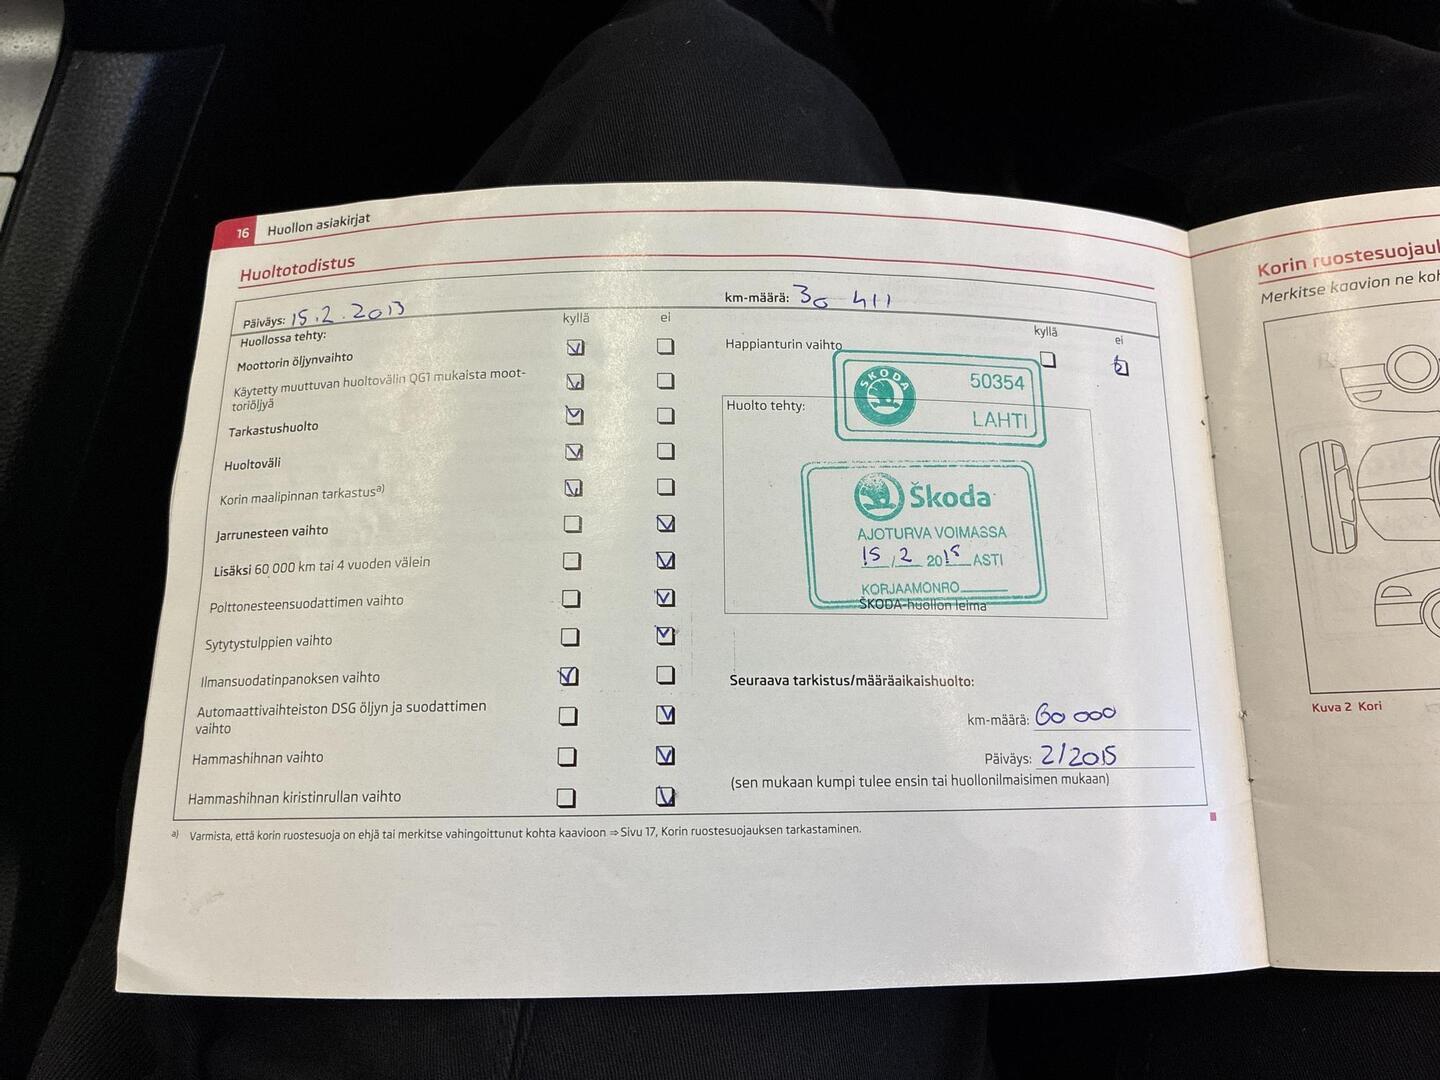 16 Huollon asiakirjat
Huoltotodistus
Päiväys: 15.2.2013
km-määrä: 30 411
Huollossa tehty:
kyllä ei
Moottorin öljynvaihto
Käytetty muuttuvan huoltovälin QG1 mukaista moot-
toriöljyä
Tarkastushuolto
Huoltoväli
Korin maalipinnan tarkastus a)
Jarrunesteen vaihto
Lisäksi 60 000 km tai 4 vuoden välein
Polttonesteensuodattimen vaihto
Sytytystulppien vaihto
Ilmansuodatinpanoksen vaihto
Automaattivaihteiston DSG öljyn ja suodattimen
vaihto
Hammashihnan vaihto
Hammashihnan kiristinrullan vaihto
kyllä ei
Happianturin vaihto
SKODA
50354
LAHTI
Huolto tehty:
Škoda
AJOTURVA VOIMASSA
15 / 2 2015 ASTI
KORJAAMONRO
ŠKODA-huollon leima
Seuraava tarkistus/määräaikaishuolto:
km-määrä: 60 000
Päiväys: 2/2015
(sen mukaan kumpi tulee ensin tai huollonilmaisimen mukaan)
a) Varmista, että korin ruostesuoja on ehjä tai merkitse vahingoittunut kohta kaavioon ⇒ Sivu 17, Korin ruostesuojauksen tarkastaminen.
Korin ruostesuojaul
Merkitse kaavion ne koh
Kuva 2 Kori